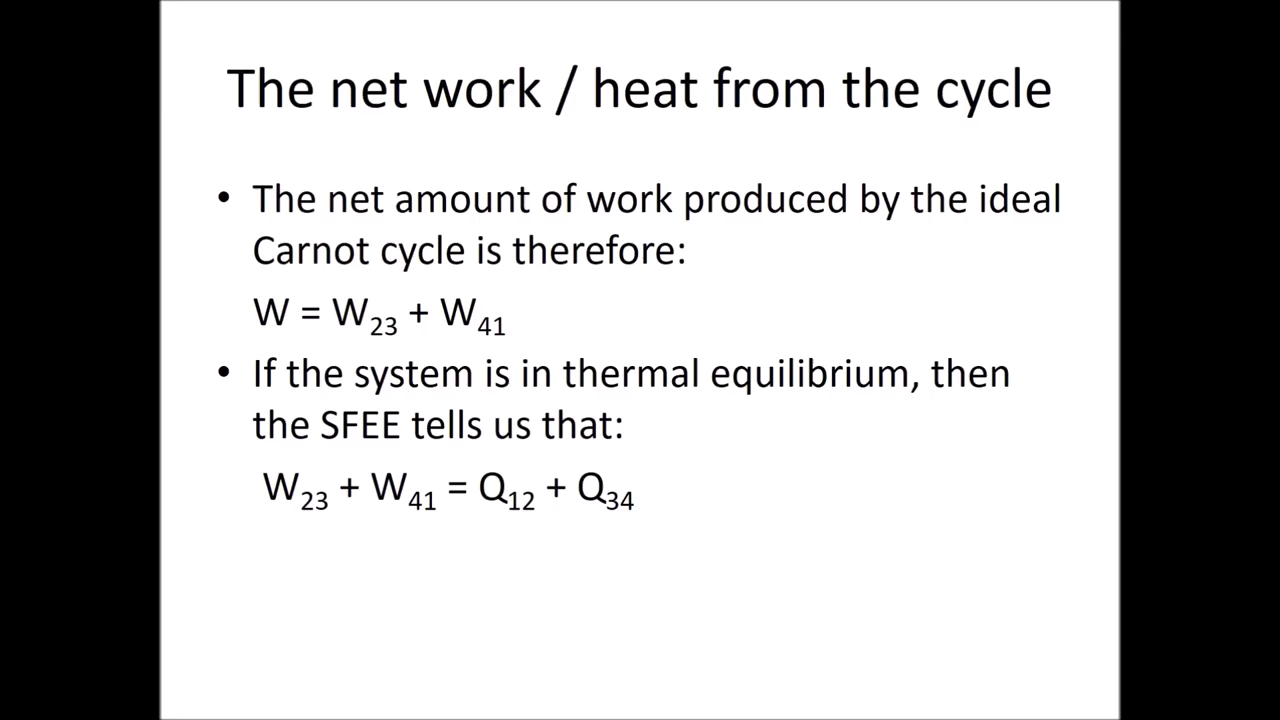 The net work / heat from the cycle
• The net amount of work produced by the ideal
Carnot cycle is therefore:
W = W₂₃ + W₄₁
• If the system is in thermal equilibrium, then
the SFEE tells us that:
W₂₃ + W₄₁ = Q₁₂ + Q₃₄